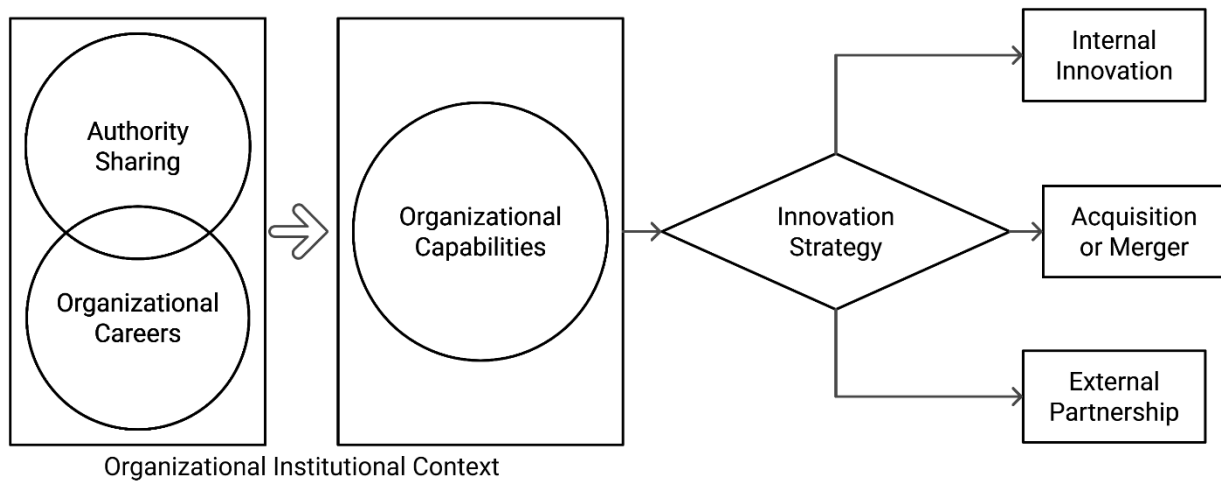 Authority
Sharing
Organizational
Careers
Organizational
Capabilities
Innovation
Strategy
Internal
Innovation
Acquisition
or Merger
External
Partnership
Organizational Institutional Context